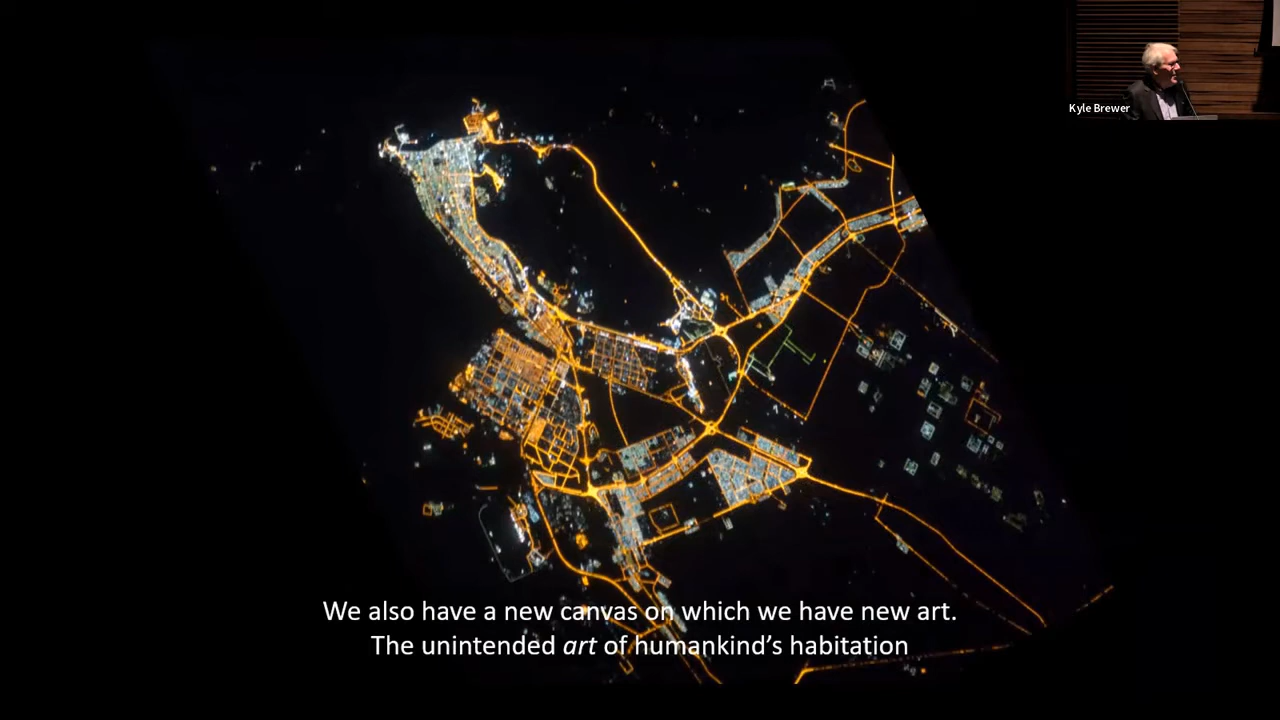 Kyle Brewer
We also have a new canvas on which we have new art.
The unintended art of humankind’s habitation